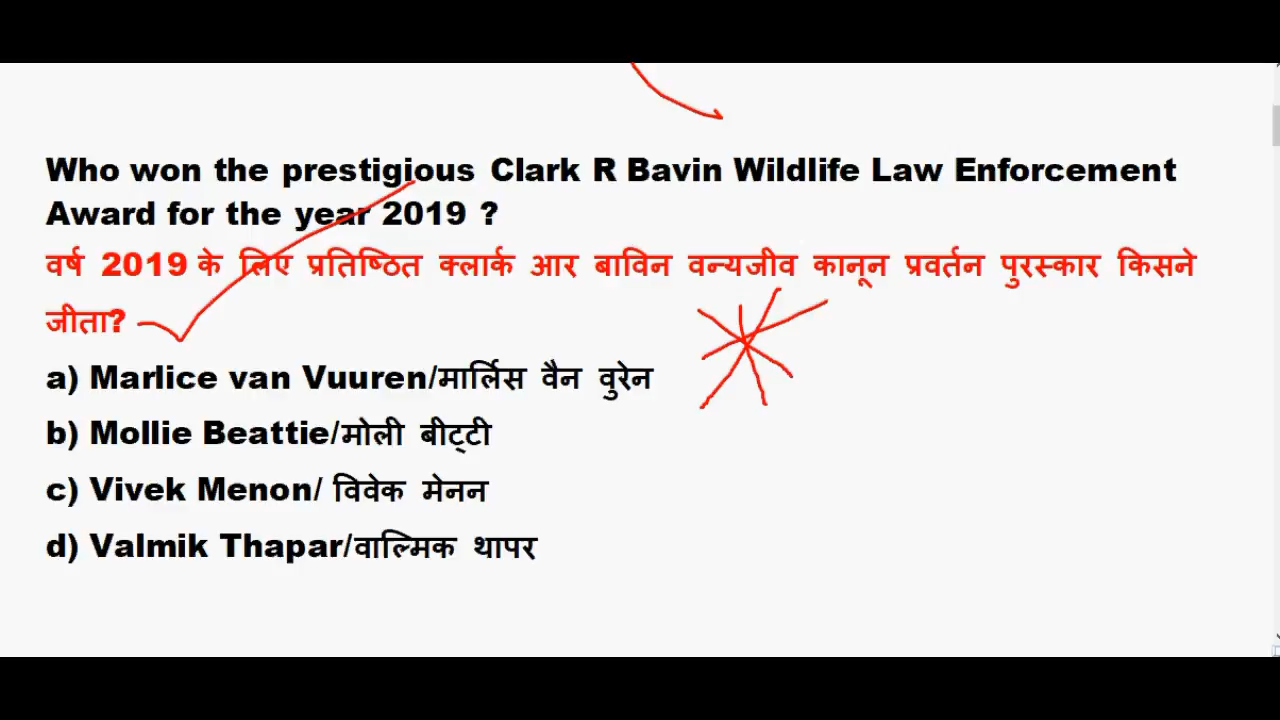 Who won the prestigious Clark R Bavin Wildlife Law Enforcement
Award for the year 2019 ?
वर्ष 2019 के लिए प्रतिष्ठित क्लार्क आर बाविन वन्यजीव कानून प्रवर्तन पुरस्कार किसने
जीता?
a) Marlice van Vuuren/मार्लिस वैन वुरेन
b) Mollie Beattie/मोली बीट्टी
c) Vivek Menon/ विवेक मेनन
d) Valmik Thapar/वाल्मिक थापर